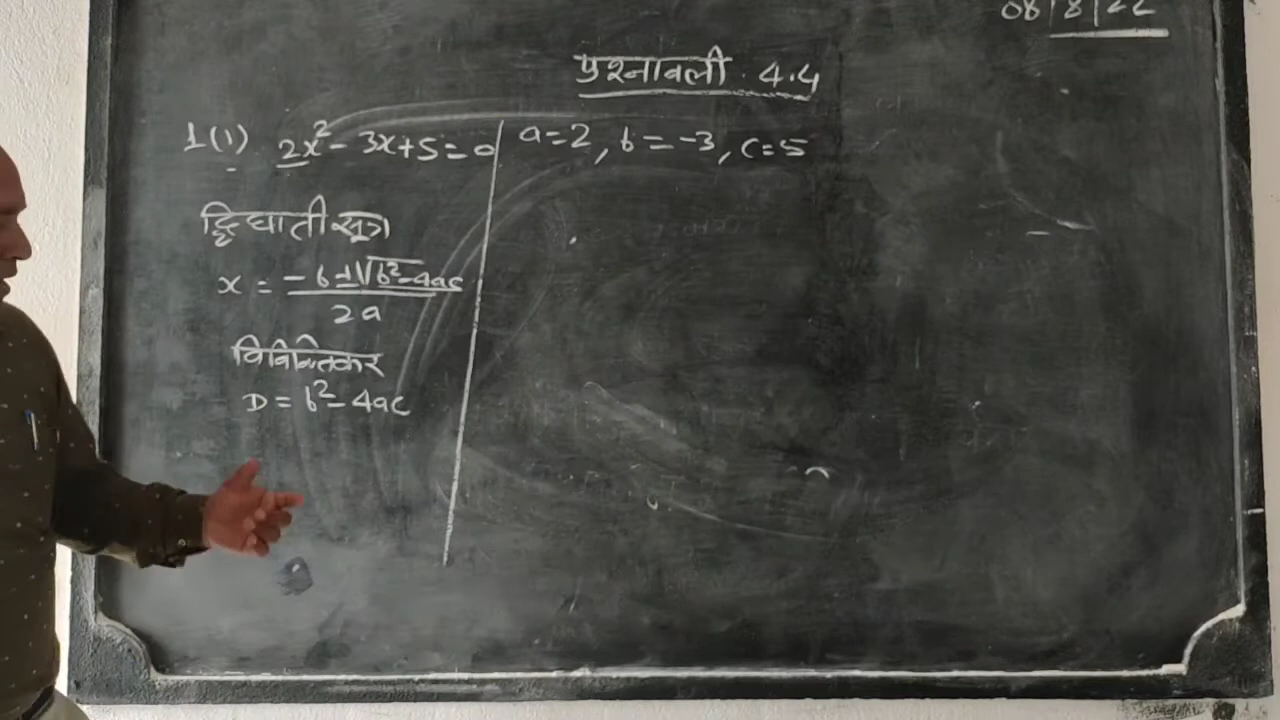 08/8/22
प्रश्नावली 4.4
1(1) 2x² - 3x+5=0
a=2, b=-3, c=5
द्विघाती सूत्र
x = -b±√b²-4ac / 2a
D = b²-4ac